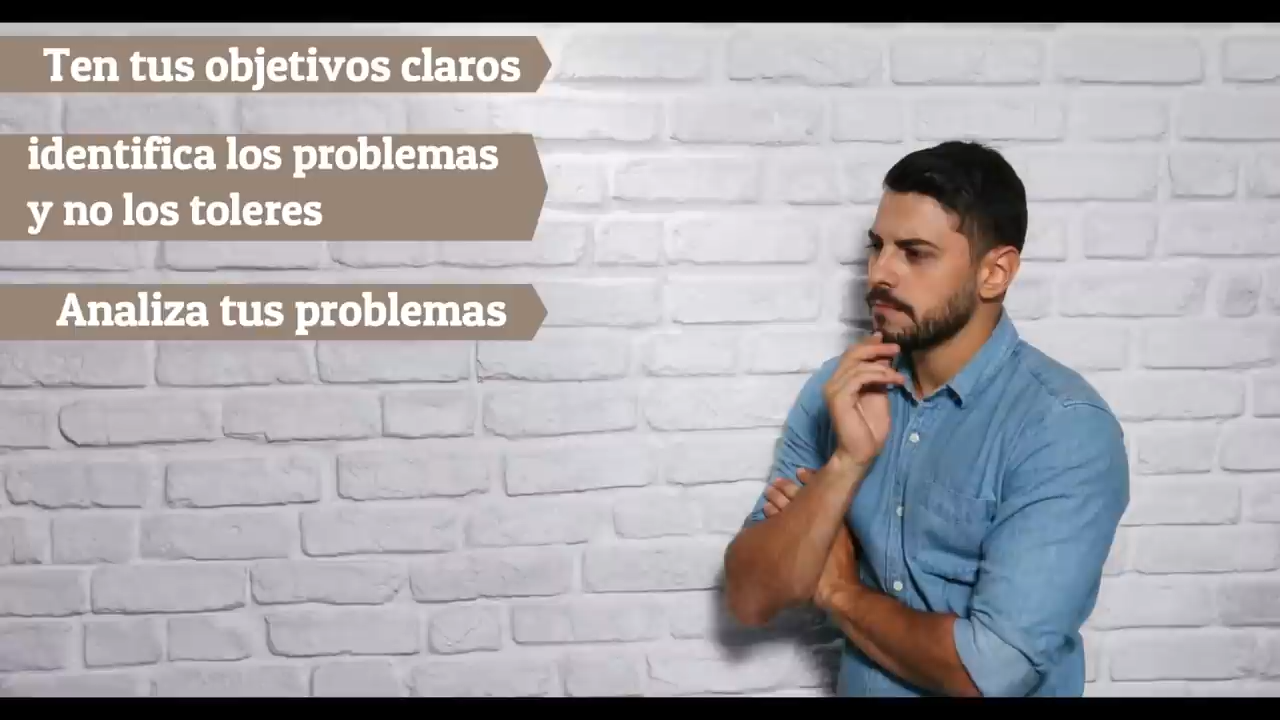 Ten tus objetivos claros
identifica los problemas
y no los toleres
Analiza tus problemas